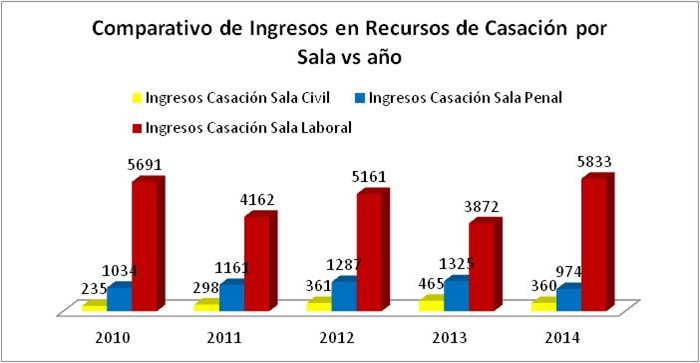 Comparativo de Ingresos en Recursos de Casación por
Sala vs año
Ingresos Casación Sala Civil Ingresos Casación Sala Penal
Ingresos Casación Sala Laboral
5691 4162 5161 3872 5833
1034 1161 1287 1325 974
235 298 361 465 360
2010 2011 2012 2013 2014